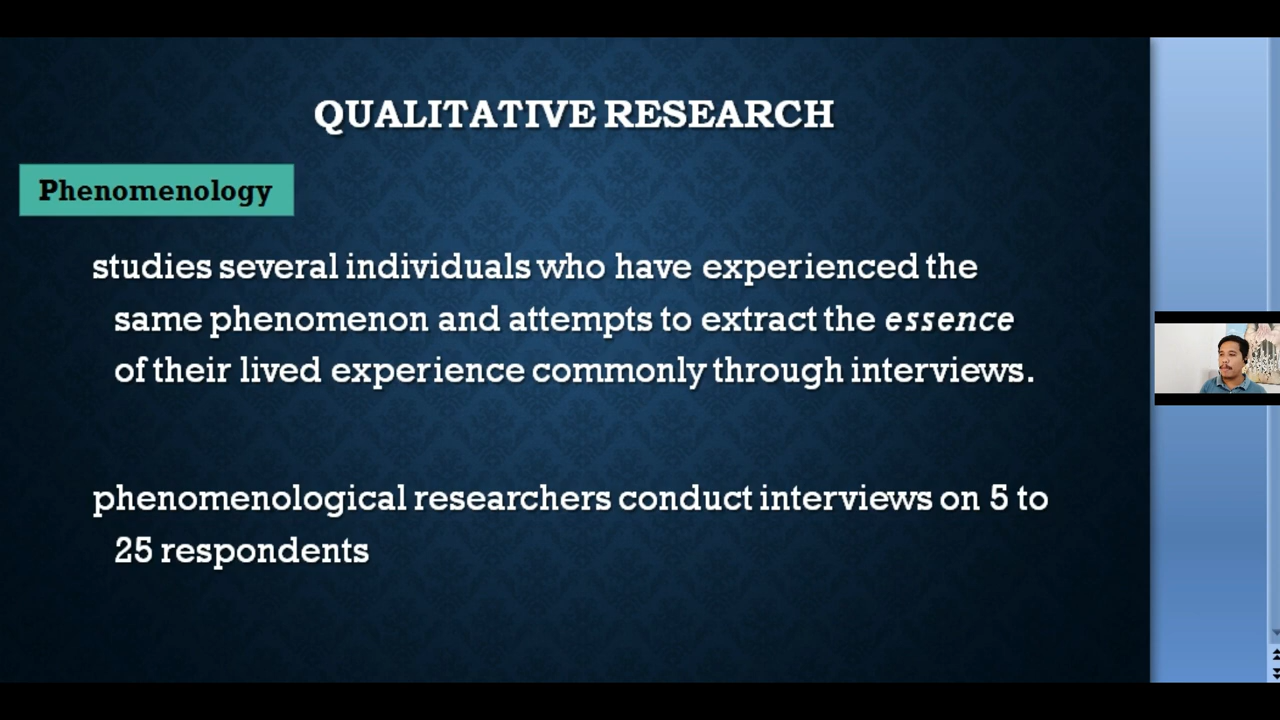 QUALITATIVE RESEARCH
Phenomenology
studies several individuals who have experienced the
same phenomenon and attempts to extract the essence
of their lived experience commonly through interviews.
phenomenological researchers conduct interviews on 5 to
25 respondents